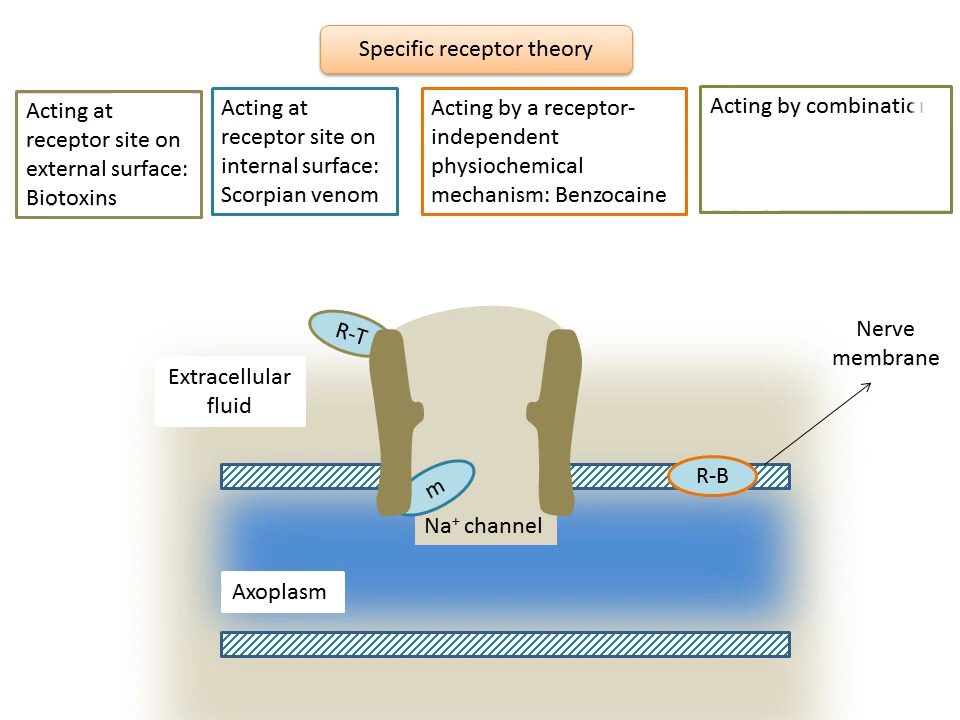 Specific receptor theory
Acting at
receptor site on
external surface:
Biotoxins
Acting at
receptor site on
internal surface:
Scorpian venom
Acting by a receptor-
independent
physiochemical
mechanism: Benzocaine
Acting by combination
R-T
Nerve
membrane
Extracellular
fluid
R-B
m
Na⁺ channel
Axoplasm